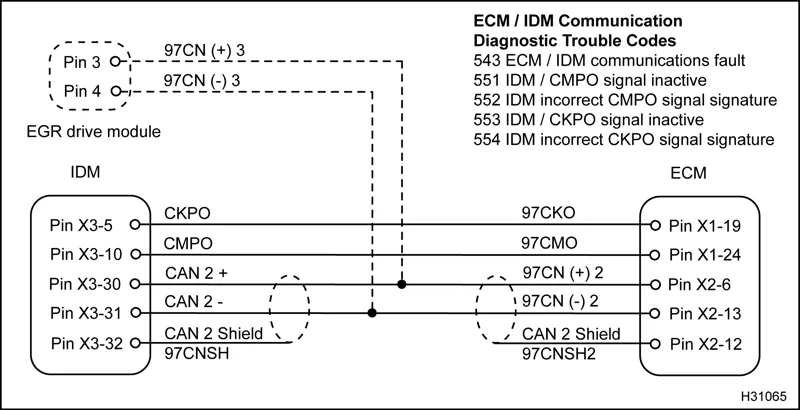 ECM / IDM Communication
Diagnostic Trouble Codes
543 ECM / IDM communications fault
551 IDM / CMPO signal inactive
552 IDM incorrect CMPO signal signature
553 IDM / CKPO signal inactive
554 IDM incorrect CKPO signal signature
Pin 3 97CN (+) 3
Pin 4 97CN (-) 3
EGR drive module
IDM ECM
Pin X3-5 CKPO 97CKO Pin X1-19
Pin X3-10 CMPO 97CMO Pin X1-24
Pin X3-30 CAN 2 + 97CN (+) 2 Pin X2-6
Pin X3-31 CAN 2 - 97CN (-) 2 Pin X2-13
Pin X3-32 CAN 2 Shield CAN 2 Shield Pin X2-12
97CNSH 97CNSH2
H31065